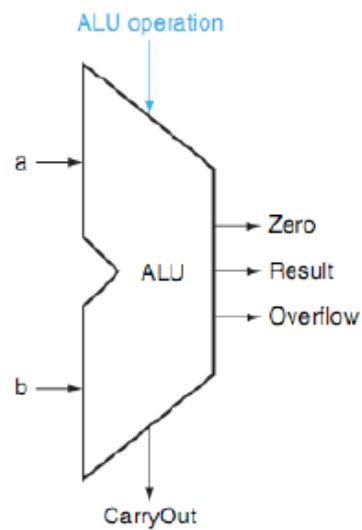 ALU operation
a
Zero
ALU
Result
Overflow
b
CarryOut